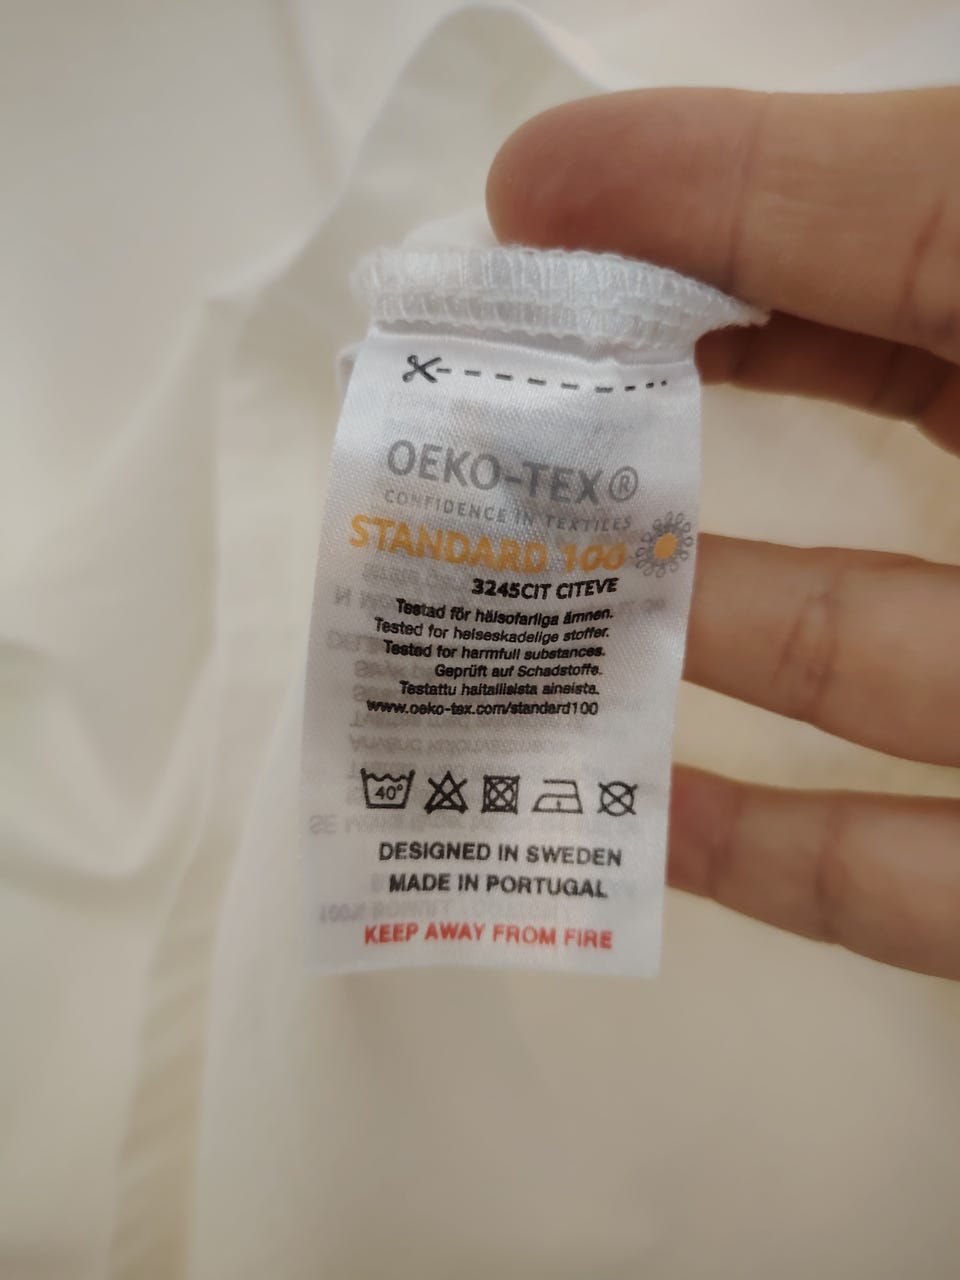 OEKO-TEX®
CONFIDENCE IN TEXTILES
STANDARD 100
3245CIT CITEVE
Testad för hälsofarliga ämnen.
Tested for helseskadelige stoffer.
Tested for harmfull substances.
Geprüft auf Schadstoffe.
Testattu haitallisista aineista.
www.oeko-tex.com/standard100
40°
DESIGNED IN SWEDEN
MADE IN PORTUGAL
KEEP AWAY FROM FIRE